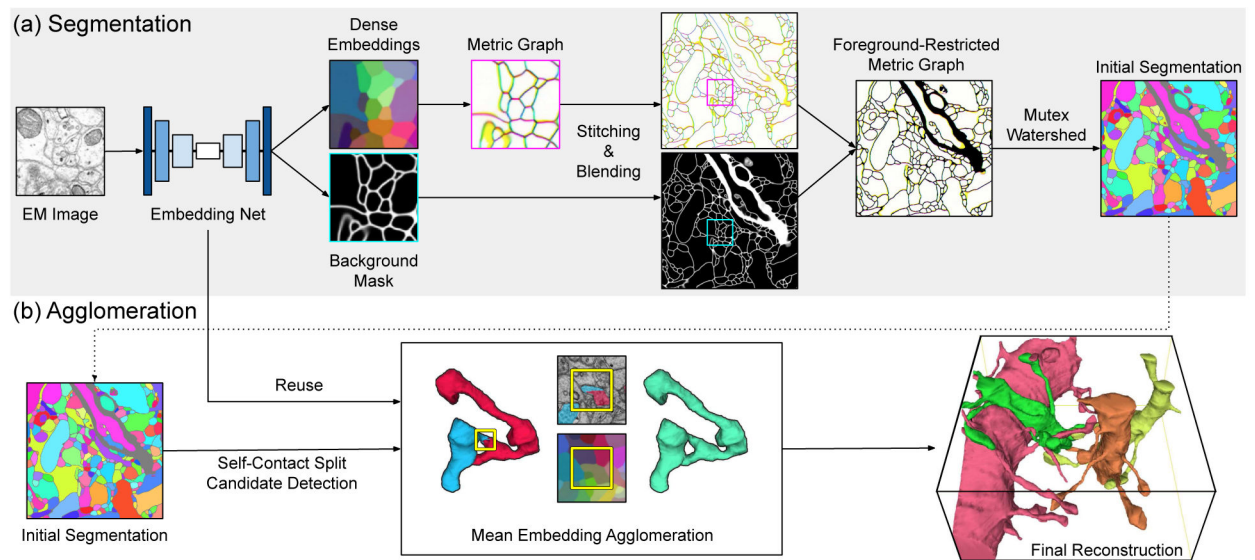 (a) Segmentation
Dense
Embeddings
Metric Graph
Foreground-Restricted
Metric Graph
Initial Segmentation
Stitching
&
Blending
Mutex
Watershed
EM Image
Embedding Net
Background
Mask
(b) Agglomeration
Reuse
Self-Contact Split
Candidate Detection
Initial Segmentation
Mean Embedding Agglomeration
Final Reconstruction